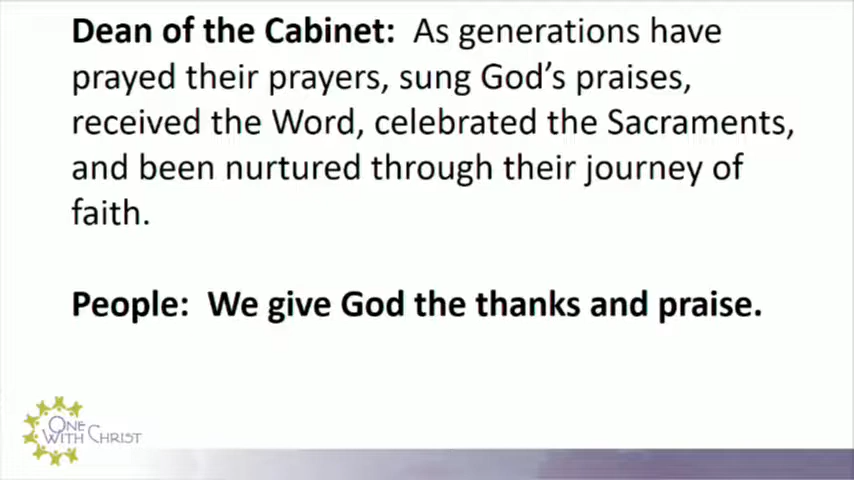 Dean of the Cabinet: As generations have
prayed their prayers, sung God's praises,
received the Word, celebrated the Sacraments,
and been nurtured through their journey of
faith.
People: We give God the thanks and praise.
One
With Christ